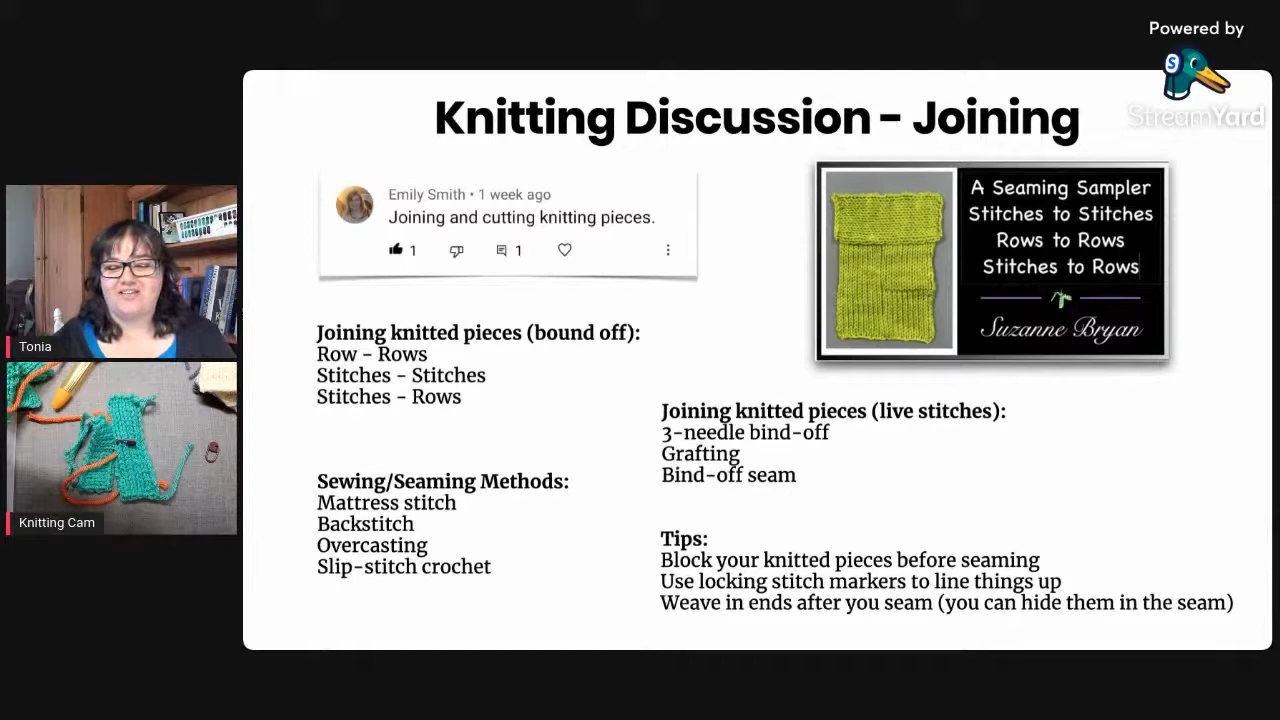 Powered by
S
StreamYard
Knitting Discussion - Joining
Emily Smith • 1 week ago
Joining and cutting knitting pieces.
1
1
A Seaming Sampler
Stitches to Stitches
Rows to Rows
Stitches to Rows
Suzanne Bryan
Tonia
Knitting Cam
Joining knitted pieces (bound off):
Row - Rows
Stitches - Stitches
Stitches - Rows
Sewing/Seaming Methods:
Mattress stitch
Backstitch
Overcasting
Slip-stitch crochet
Joining knitted pieces (live stitches):
3-needle bind-off
Grafting
Bind-off seam
Tips:
Block your knitted pieces before seaming
Use locking stitch markers to line things up
Weave in ends after you seam (you can hide them in the seam)